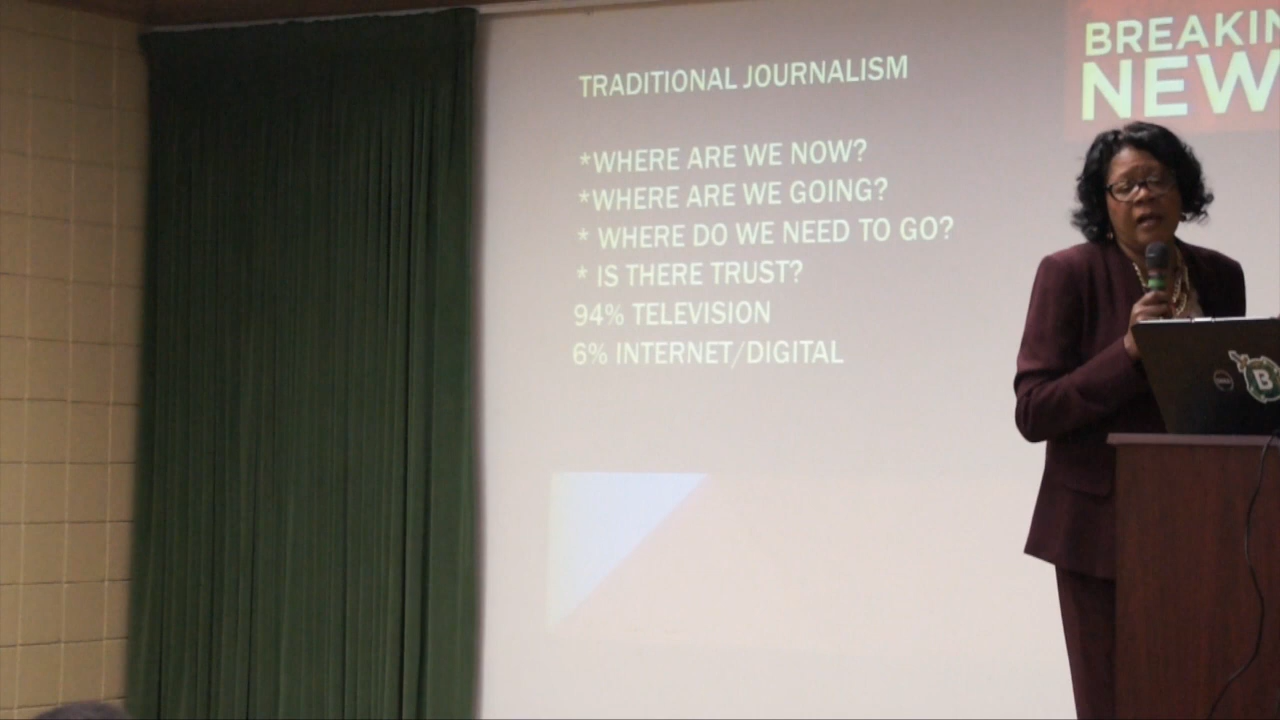 TRADITIONAL JOURNALISM
*WHERE ARE WE NOW?
*WHERE ARE WE GOING?
* WHERE DO WE NEED TO GO?
* IS THERE TRUST?
94% TELEVISION
6% INTERNET/DIGITAL
BREAKIN
NEW
DELL
B